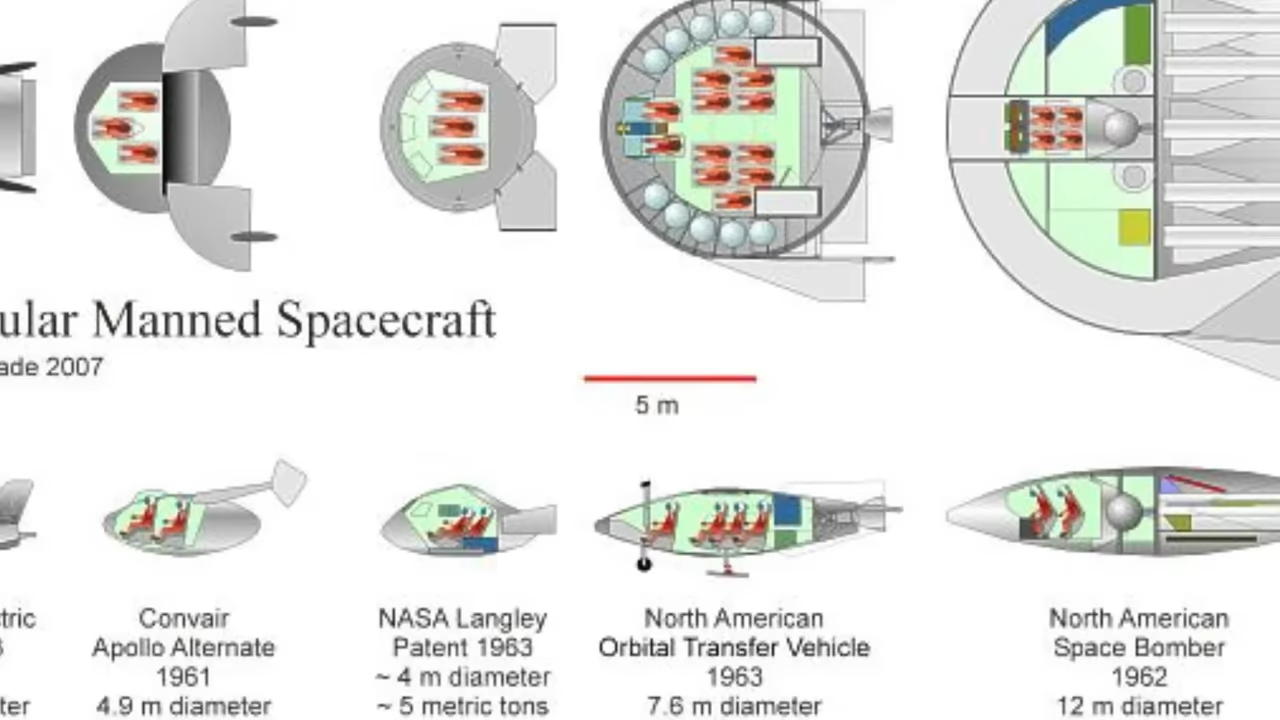 ular Manned Spacecraft
ade 2007
5 m
tric
ter
Convair
Apollo Alternate
1961
4.9 m diameter
NASA Langley
Patent 1963
~ 4 m diameter
~ 5 metric tons
North American
Orbital Transfer Vehicle
1963
7.6 m diameter
North American
Space Bomber
1962
12 m diameter